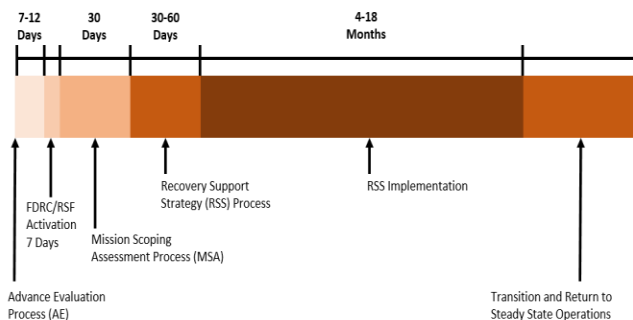 7-12
Days
30
Days
30-60
Days
4-18
Months
Recovery Support
Strategy (RSS) Process
RSS Implementation
FDRC/RSF
Activation
7 Days
Mission Scoping
Assessment Process (MSA)
Advance Evaluation
Process (AE)
Transition and Return to
Steady State Operations